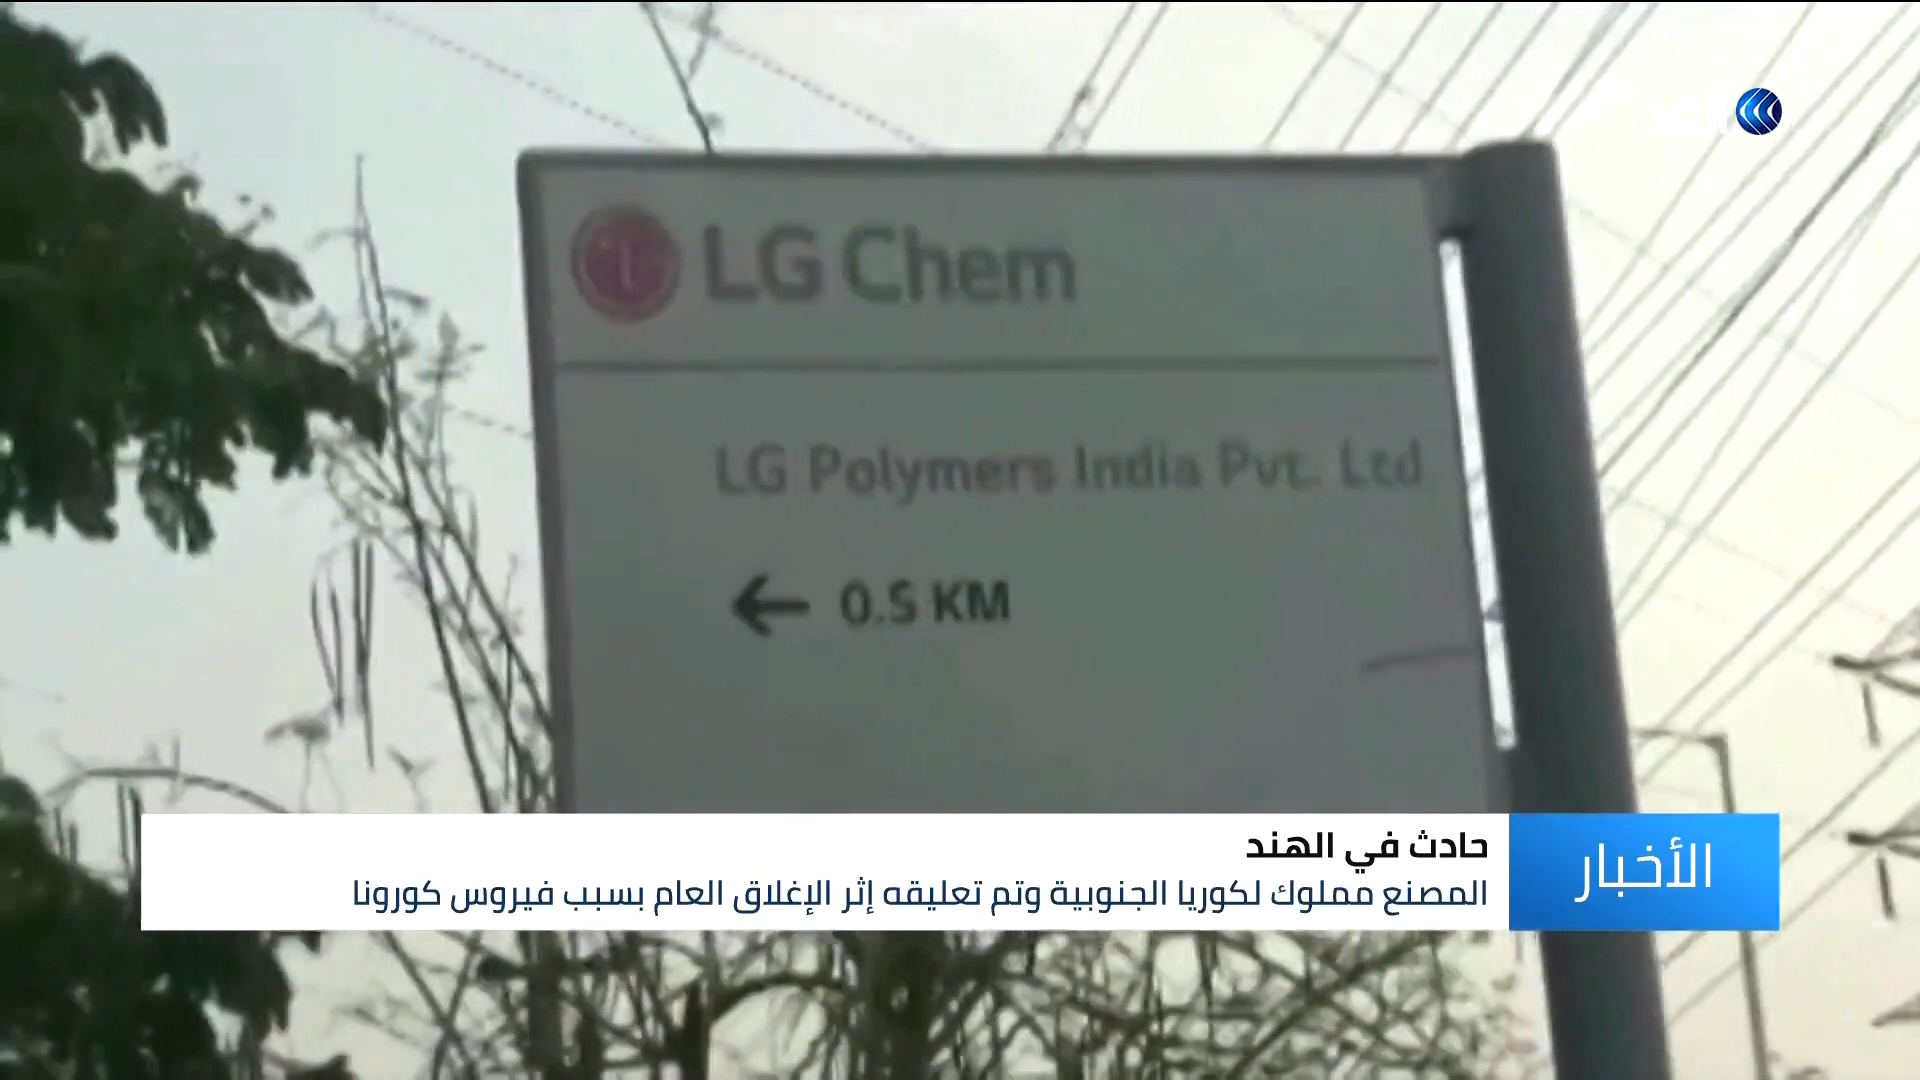 LG Chem
LG Polymers India Pvt. Ltd
← 0.5 KM
الأخبار
حادث في الهند
المصنع مملوك لكوريا الجنوبية وتم تعليقه إثر الإغلاق العام بسبب فيروس كورونا